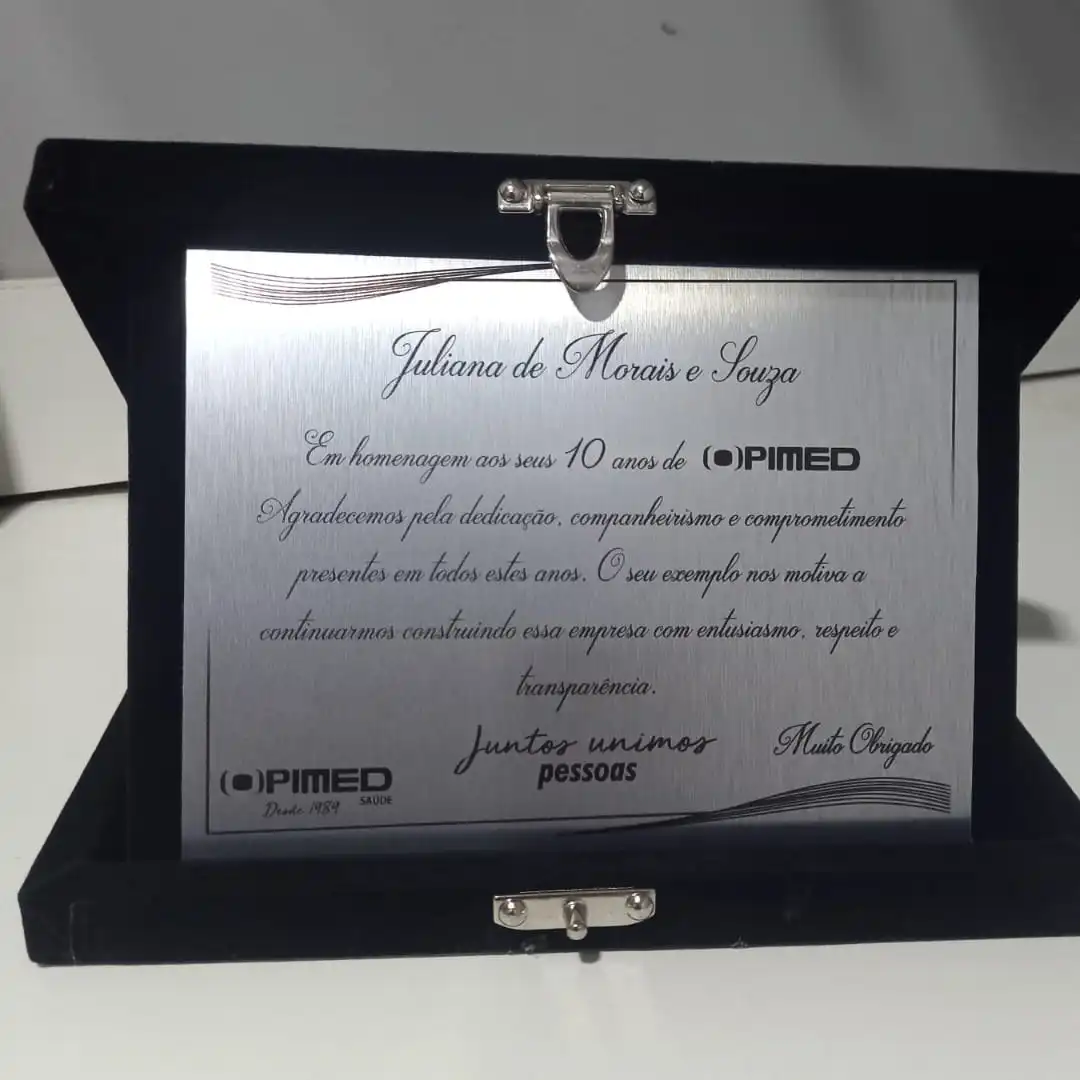 Juliana de Morais e Souza
Em homenagem aos seus 10 anos de OPIMED
Agradecemos pela dedicação, companheirismo e comprometimento
presentes em todos estes anos. O seu exemplo nos motiva a
continuarmos construindo essa empresa com entusiasmo, respeito e
transparência.
Juntos unimos
pessoas
Muito Obrigado
OPIMED
SAÚDE
Desde 1989